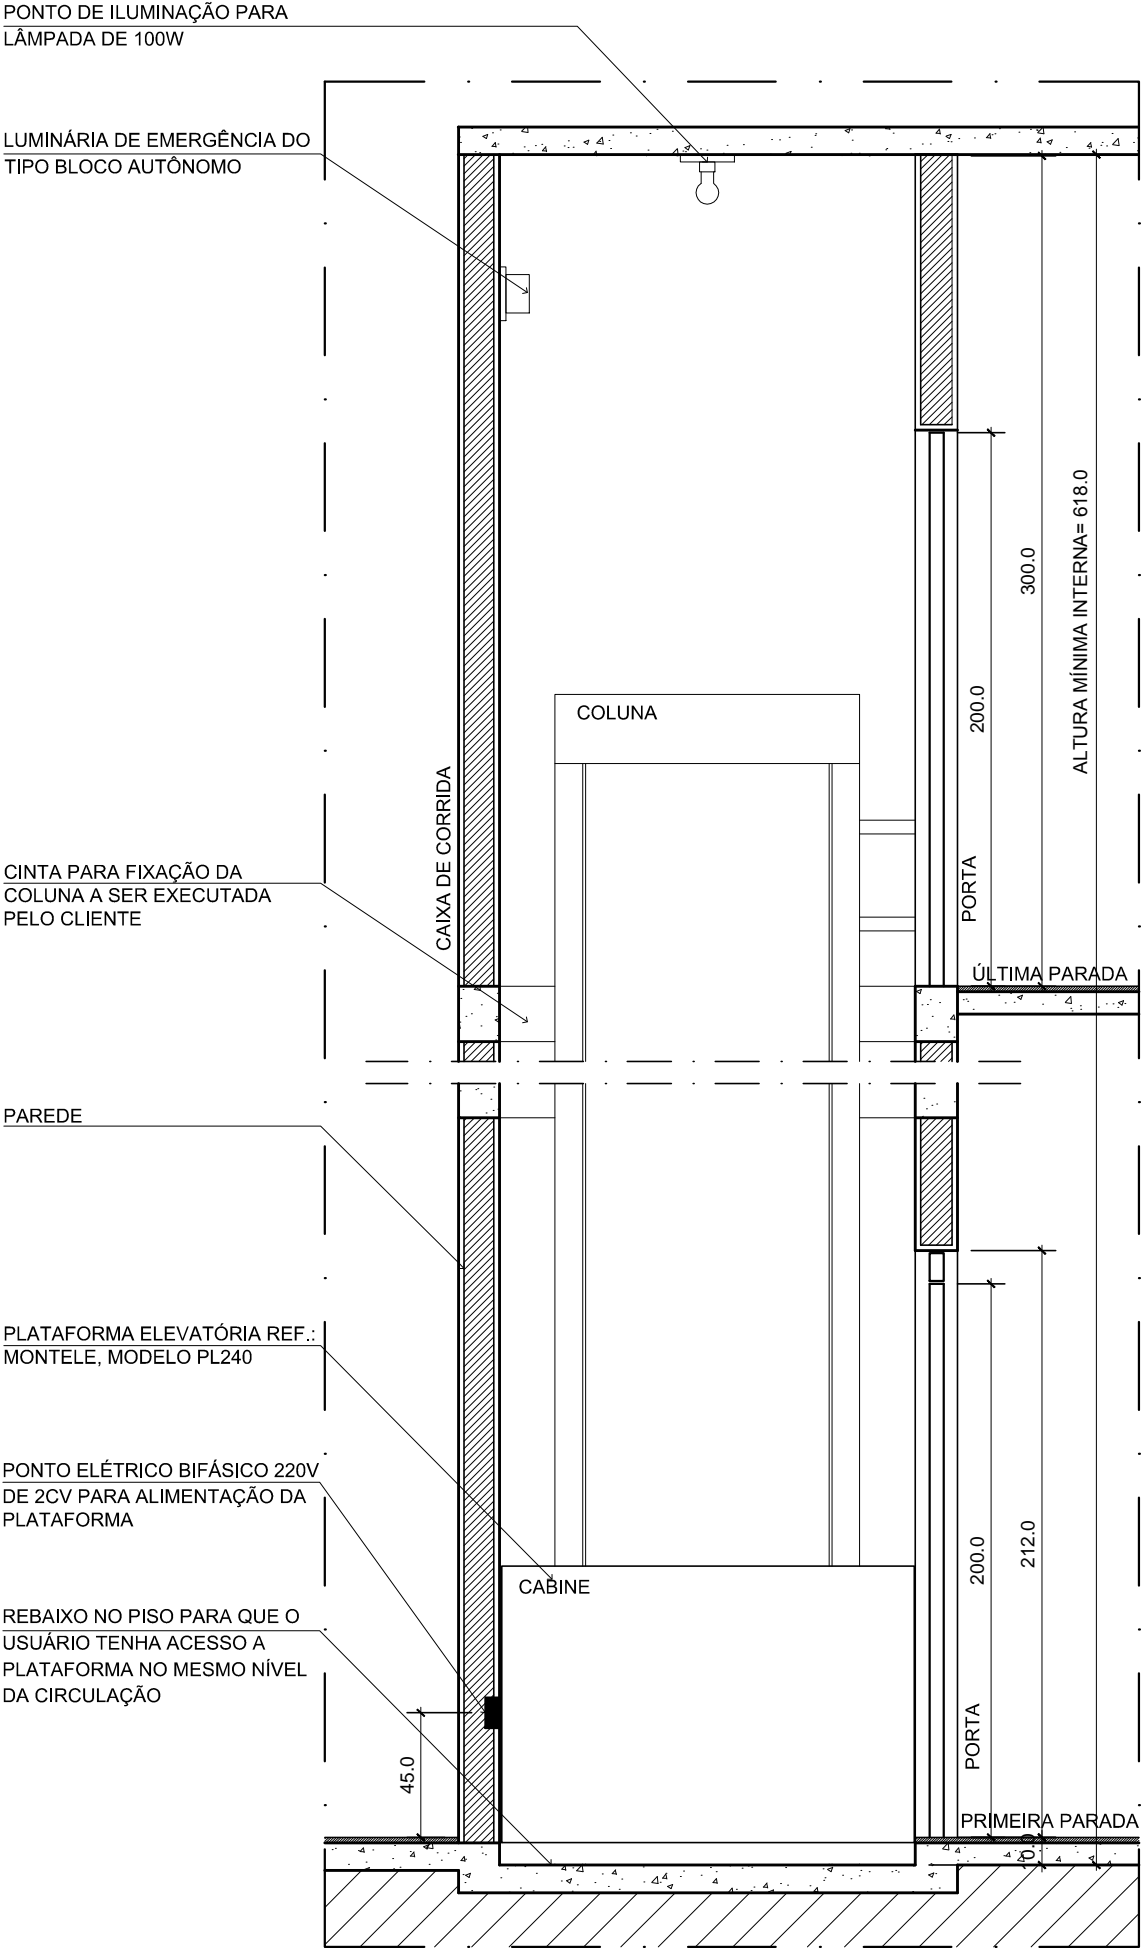 PONTO DE ILUMINAÇÃO PARA
LÂMPADA DE 100W
LUMINÁRIA DE EMERGÊNCIA DO
TIPO BLOCO AUTÔNOMO
CINTA PARA FIXAÇÃO DA
COLUNA A SER EXECUTADA
PELO CLIENTE
PAREDE
PLATAFORMA ELEVATÓRIA REF.:
MONTELE, MODELO PL240
PONTO ELÉTRICO BIFÁSICO 220V
DE 2CV PARA ALIMENTAÇÃO DA
PLATAFORMA
REBAIXO NO PISO PARA QUE O
USUÁRIO TENHA ACESSO A
PLATAFORMA NO MESMO NÍVEL
DA CIRCULAÇÃO
45.0
CAIXA DE CORRIDA
COLUNA
CABINE
200.0
300.0
ALTURA MÍNIMA INTERNA= 618.0
PORTA
ÚLTIMA PARADA
200.0
212.0
PORTA
PRIMEIRA PARADA